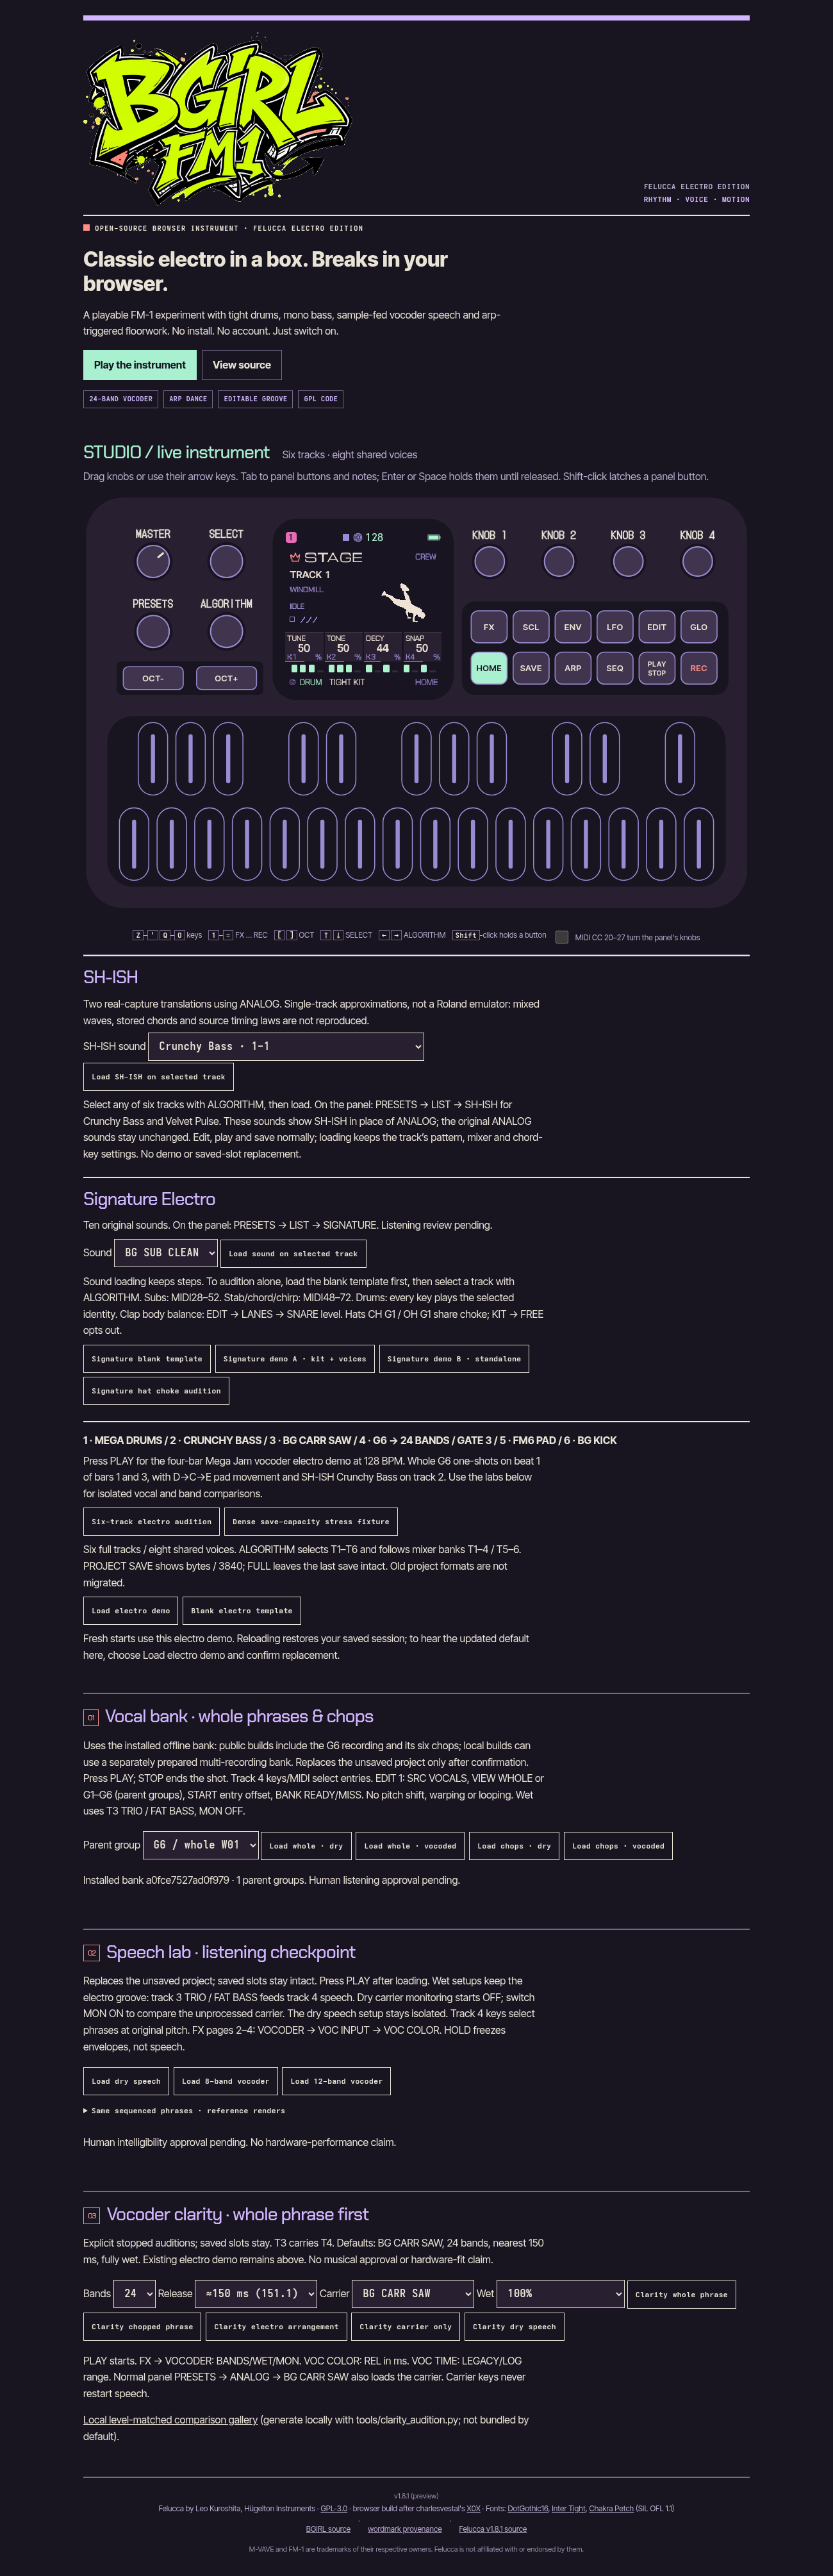 BGIRL
FM1
FELUCCA ELECTRO EDITION
RHYTHM · VOICE · MOTION
OPEN-SOURCE BROWSER INSTRUMENT · FELUCCA ELECTRO EDITION
Classic electro in a box. Breaks in your
browser.
A playable FM-1 experiment with tight drums, mono bass, sample-fed vocoder speech and arp-
triggered floorwork. No install. No account. Just switch on.
Play the instrument View source
24-BAND VOCODER ARP DANCE EDITABLE GROOVE GPL CODE
STUDIO / live instrument Six tracks · eight shared voices
Drag knobs or use their arrow keys. Tab to panel buttons and notes; Enter or Space holds them until released. Shift-click latches a panel button.
MASTER SELECT
PRESETS ALGORITHM
OCT- OCT+
1 128
STAGE CREW
TRACK 1
WINDMILL
IDLE
TUNE TONE DECY SNAP
50 50 44 50
K1 % K2 % K3 % K4 %
DRUM TIGHT KIT HOME
KNOB 1 KNOB 2 KNOB 3 KNOB 4
FX SCL ENV LFO EDIT GLO
HOME SAVE ARP SEQ PLAY STOP REC
Z–' Q–0 keys 1–= FX … REC [ ] OCT ↑ ↓ SELECT ← → ALGORITHM Shift-click holds a button MIDI CC 20–27 turn the panel's knobs
SH-ISH
Two real-capture translations using ANALOG. Single-track approximations, not a Roland emulator: mixed
waves, stored chords and source timing laws are not reproduced.
SH-ISH sound Crunchy Bass · 1-1
Load SH-ISH on selected track
Select any of six tracks with ALGORITHM, then load. On the panel: PRESETS → LIST → SH-ISH for
Crunchy Bass and Velvet Pulse. These sounds show SH-ISH in place of ANALOG; the original ANALOG
sounds stay unchanged. Edit, play and save normally; loading keeps the track's pattern, mixer and chord-
key settings. No demo or saved-slot replacement.
Signature Electro
Ten original sounds. On the panel: PRESETS → LIST → SIGNATURE. Listening review pending.
Sound BG SUB CLEAN Load sound on selected track
Sound loading keeps steps. To audition alone, load the blank template first, then select a track with
ALGORITHM. Subs: MIDI28–52. Stab/chord/chirp: MIDI48–72. Drums: every key plays the selected
identity. Clap body balance: EDIT → LANES → SNARE level. Hats CH G1 / OH G1 share choke; KIT → FREE
opts out.
Signature blank template Signature demo A · kit + voices Signature demo B · standalone
Signature hat choke audition
1 · MEGA DRUMS / 2 · CRUNCHY BASS / 3 · BG CARR SAW / 4 · G6 → 24 BANDS / GATE 3 / 5 · FM6 PAD / 6 · BG KICK
Press PLAY for the four-bar Mega Jam vocoder electro demo at 128 BPM. Whole G6 one-shots on beat 1
of bars 1 and 3, with D→C→E pad movement and SH-ISH Crunchy Bass on track 2. Use the labs below
for isolated vocal and band comparisons.
Six-track electro audition Dense save-capacity stress fixture
Six full tracks / eight shared voices. ALGORITHM selects T1–T6 and follows mixer banks T1–4 / T5–6.
PROJECT SAVE shows bytes / 3840; FULL leaves the last save intact. Old project formats are not
migrated.
Load electro demo Blank electro template
Fresh starts use this electro demo. Reloading restores your saved session; to hear the updated default
here, choose Load electro demo and confirm replacement.
01 Vocal bank · whole phrases & chops
Uses the installed offline bank: public builds include the G6 recording and its six chops; local builds can
use a separately prepared multi-recording bank. Replaces the unsaved project only after confirmation.
Press PLAY; STOP ends the shot. Track 4 keys/MIDI select entries. EDIT 1: SRC VOCALS, VIEW WHOLE or
G1–G6 (parent groups), START entry offset, BANK READY/MISS. No pitch shift, warping or looping. Wet
uses T3 TRIO / FAT BASS, MON OFF.
Parent group G6 / whole W01 Load whole · dry Load whole · vocoded Load chops · dry Load chops · vocoded
Installed bank a0fce7527ad0f979 · 1 parent groups. Human listening approval pending.
02 Speech lab · listening checkpoint
Replaces the unsaved project; saved slots stay intact. Press PLAY after loading. Wet setups keep the
electro groove: track 3 TRIO / FAT BASS feeds track 4 speech. Dry carrier monitoring starts OFF; switch
MON ON to compare the unprocessed carrier. The dry speech setup stays isolated. Track 4 keys select
phrases at original pitch. FX pages 2–4: VOCODER → VOC INPUT → VOC COLOR. HOLD freezes
envelopes, not speech.
Load dry speech Load 8-band vocoder Load 12-band vocoder
Same sequenced phrases · reference renders
Human intelligibility approval pending. No hardware-performance claim.
03 Vocoder clarity · whole phrase first
Explicit stopped auditions; saved slots stay. T3 carries T4. Defaults: BG CARR SAW, 24 bands, nearest 150
ms, fully wet. Existing electro demo remains above. No musical approval or hardware-fit claim.
Bands 24 Release ≈150 ms (151.1) Carrier BG CARR SAW Wet 100% Clarity whole phrase
Clarity chopped phrase Clarity electro arrangement Clarity carrier only Clarity dry speech
PLAY starts. FX → VOCODER: BANDS/WET/MON. VOC COLOR: REL in ms. VOC TIME: LEGACY/LOG
range. Normal panel PRESETS → ANALOG → BG CARR SAW also loads the carrier. Carrier keys never
restart speech.
Local level-matched comparison gallery (generate locally with tools/clarity_audition.py; not bundled by
default).
v1.8.1 (preview)
Felucca by Leo Kuroshita, Hügelton Instruments · GPL-3.0 · browser build after charlesvestal's X0X · Fonts: DotGothic16, Inter Tight, Chakra Petch (SIL OFL 1.1)
BGIRL source · wordmark provenance · Felucca v1.8.1 source
M-VAVE and FM-1 are trademarks of their respective owners. Felucca is not affiliated with or endorsed by them.